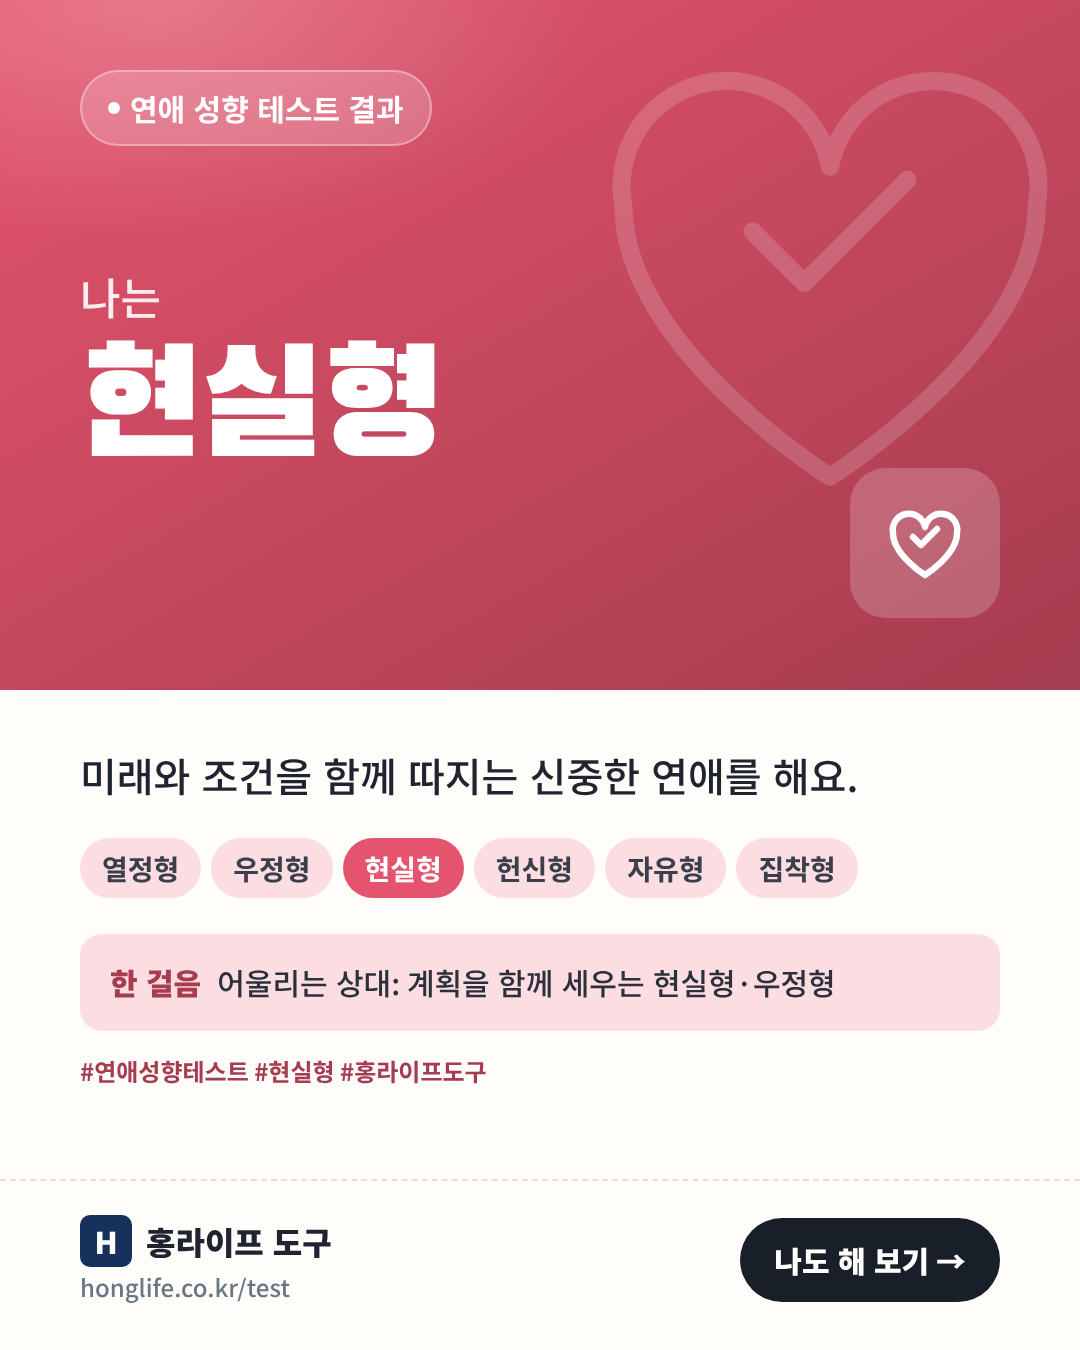 연애 성향 테스트 결과
나는
현실형
미래와 조건을 함께 따지는 신중한 연애를 해요.
열정형 우정형 현실형 헌신형 자유형 집착형
한 걸음 어울리는 상대: 계획을 함께 세우는 현실형·우정형
#연애성향테스트 #현실형 #홍라이프도구
H 홍라이프 도구
honglife.co.kr/test
나도 해 보기 →